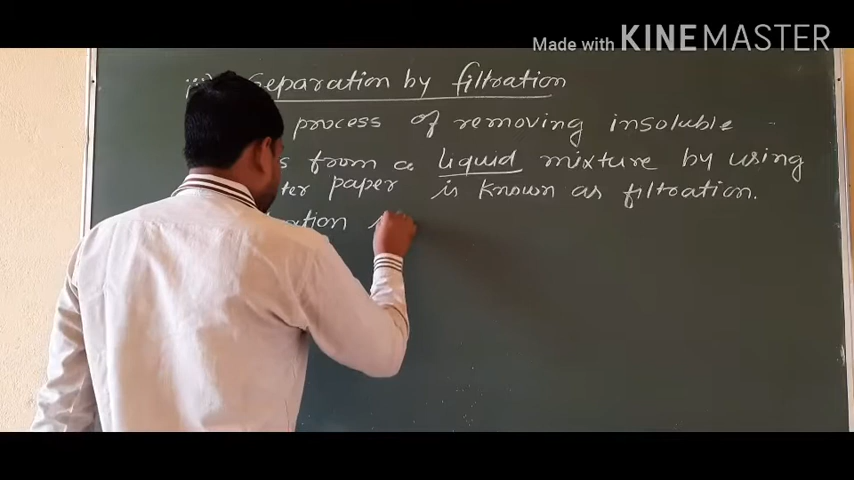 Made with KINEMASTER
Separation by filtration
process of removing insoluble
from a liquid mixture by using
paper is known as filtration.